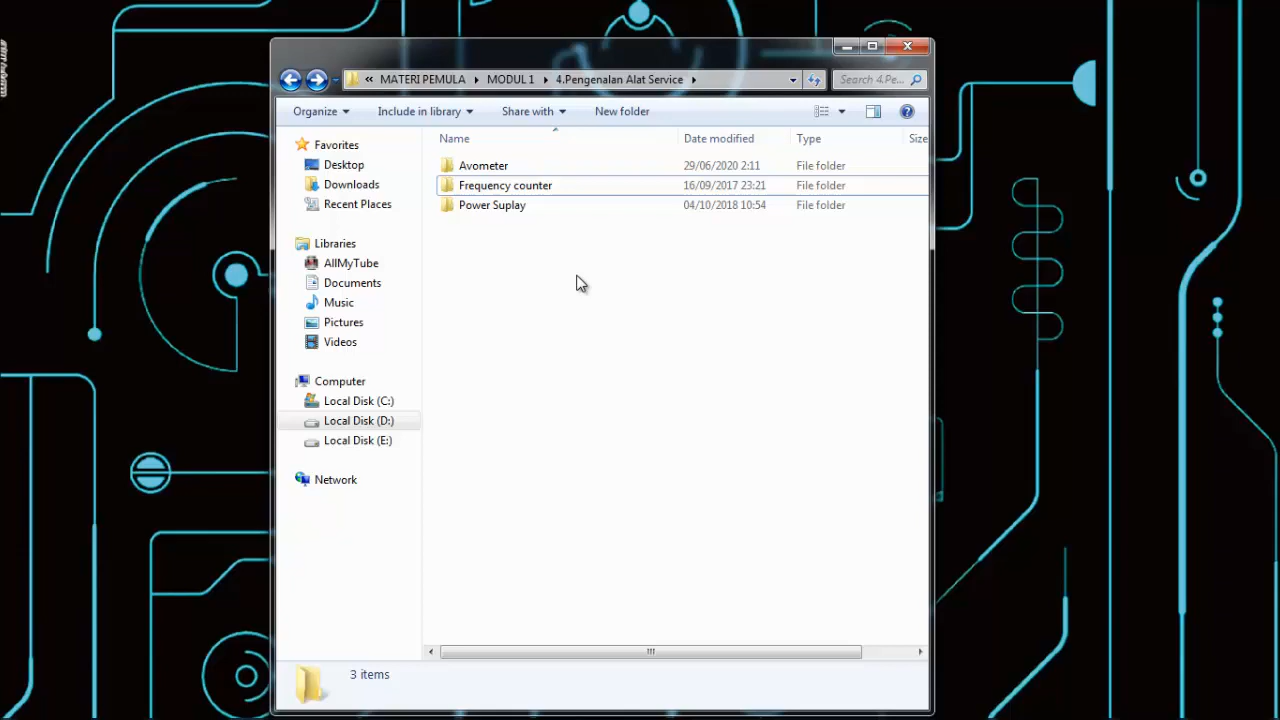 « MATERI PEMULA ▸ MODUL 1 ▸ 4.Pengenalan Alat Service ▸
Search 4.Pe...
Organize Include in library Share with New folder
Name Date modified Type Size
Favorites
Desktop
Downloads
Recent Places
Libraries
AllMyTube
Documents
Music
Pictures
Videos
Computer
Local Disk (C:)
Local Disk (D:)
Local Disk (E:)
Network
Avometer 29/06/2020 2:11 File folder
Frequency counter 16/09/2017 23:21 File folder
Power Suplay 04/10/2018 10:54 File folder
3 items